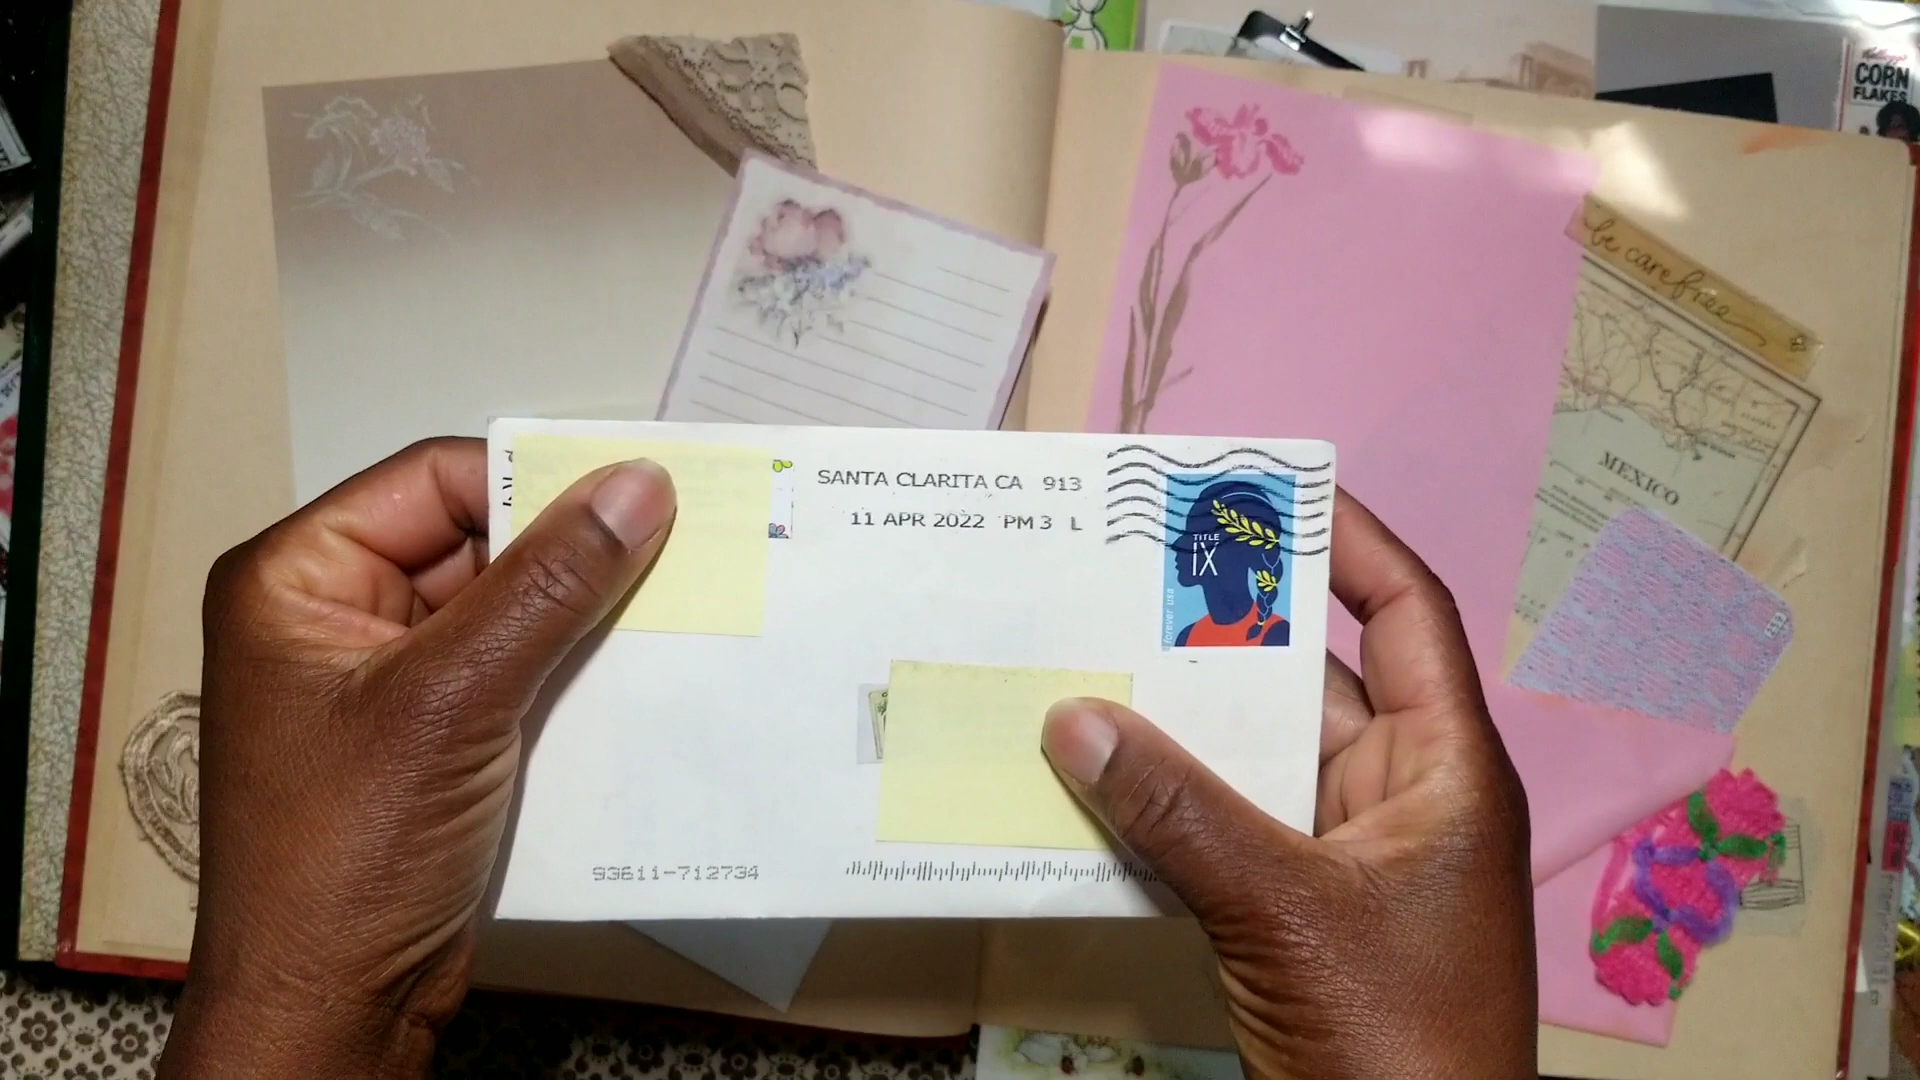 Kellogg's
CORN
FLAKES
be carefree
MEXICO
SANTA CLARITA CA 913
11 APR 2022 PM 3 L
TITLE
IX
forever usa
93611-712734